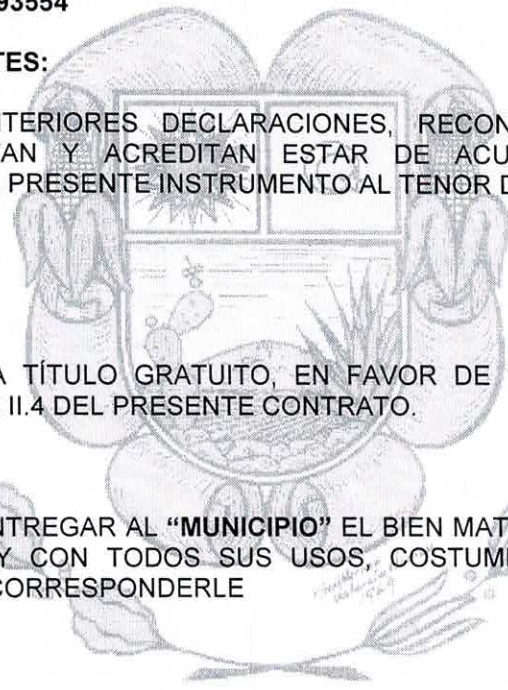 93554
TES:
TERIORES DECLARACIONES, RECON
AN Y ACREDITAN ESTAR DE ACU
PRESENTE INSTRUMENTO AL TENOR D
A TÍTULO GRATUITO, EN FAVOR DE
II.4 DEL PRESENTE CONTRATO.
NTREGAR AL “MUNICIPIO” EL BIEN MAT
Y CON TODOS SUS USOS, COSTUM
CORRESPONDERLE